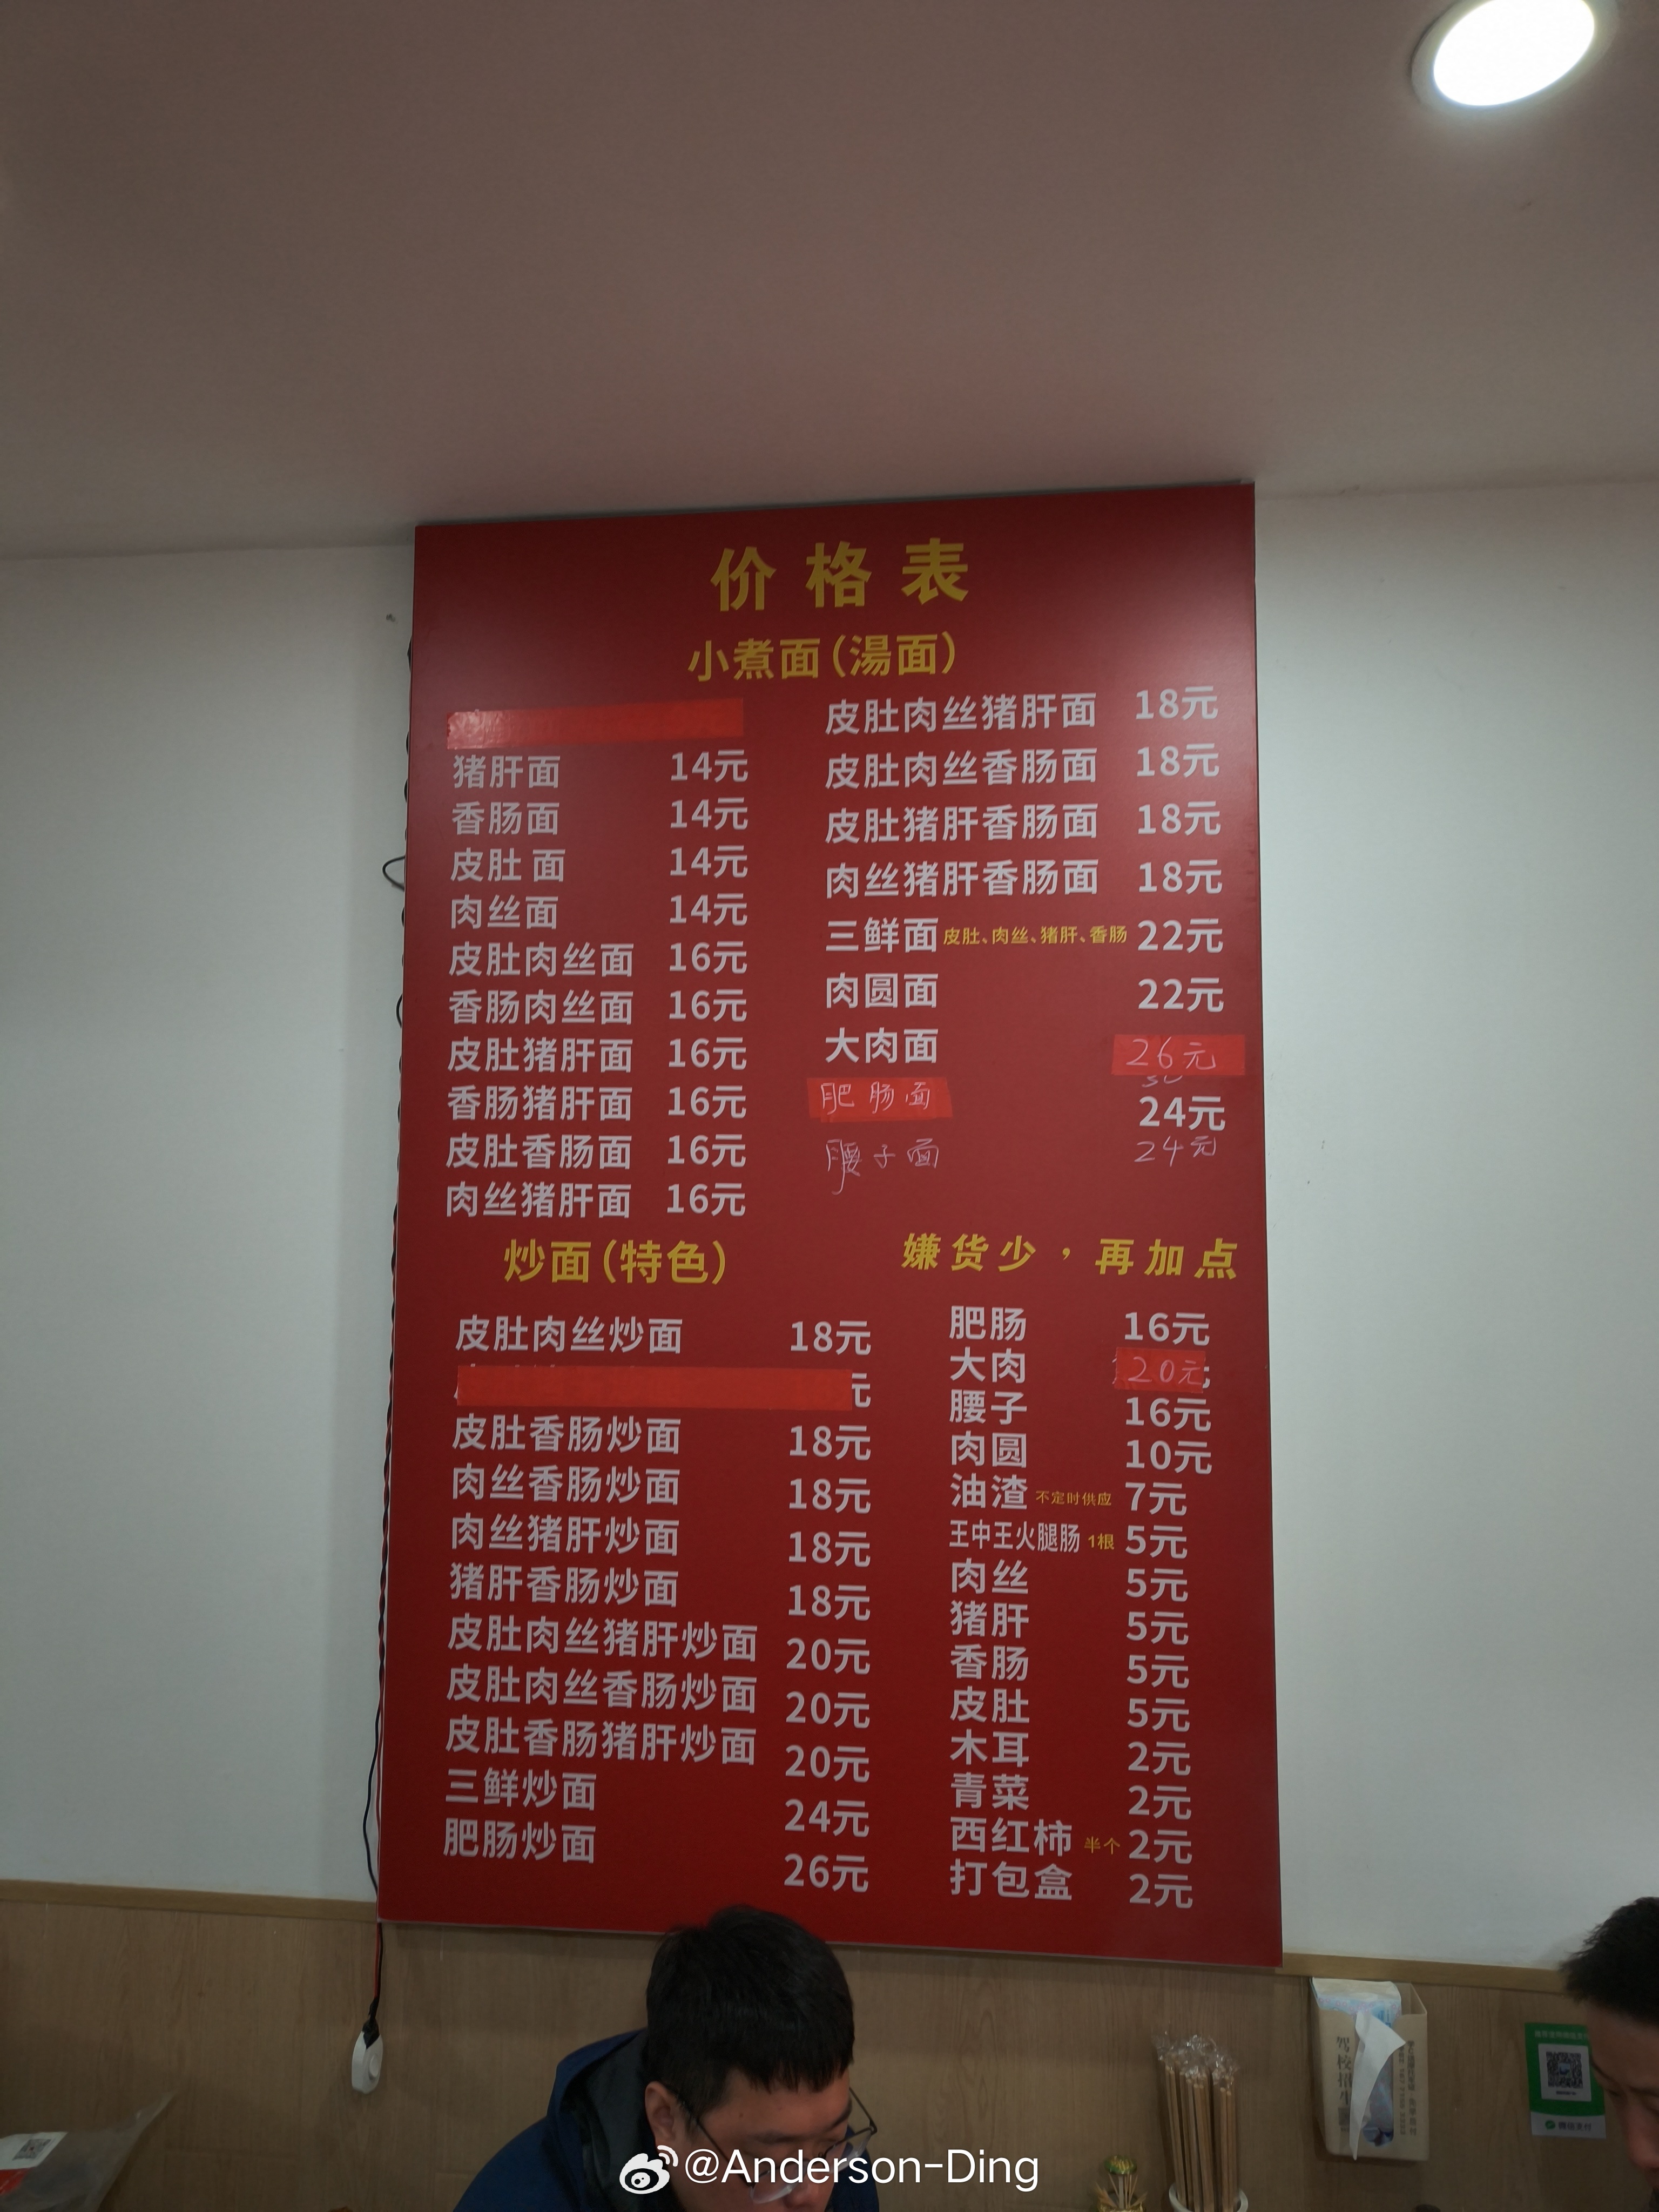 价格表
小煮面(湯面)
猪肝面 14元
香肠面 14元
皮肚面 14元
肉丝面 14元
皮肚肉丝面 16元
香肠肉丝面 16元
皮肚猪肝面 16元
香肠猪肝面 16元
皮肚香肠面 16元
肉丝猪肝面 16元
皮肚肉丝猪肝面 18元
皮肚肉丝香肠面 18元
皮肚猪肝香肠面 18元
肉丝猪肝香肠面 18元
三鲜面 皮肚、肉丝、猪肝、香肠 22元
肉圆面 22元
大肉面 26元
肥肠面 24元
腰子面 24元
炒面(特色)
皮肚肉丝炒面 18元
元
皮肚香肠炒面 18元
肉丝香肠炒面 18元
肉丝猪肝炒面 18元
猪肝香肠炒面 18元
皮肚肉丝猪肝炒面 20元
皮肚肉丝香肠炒面 20元
皮肚香肠猪肝炒面 20元
三鲜炒面 24元
肥肠炒面 26元
嫌货少，再加点
肥肠 16元
大肉 20元
腰子 16元
肉圆 10元
油渣 不定时供应 7元
王中王火腿肠 1根 5元
肉丝 5元
猪肝 5元
香肠 5元
皮肚 5元
木耳 2元
青菜 2元
西红柿 半个 2元
打包盒 2元
驾校招生
微信支付
@Anderson-Ding